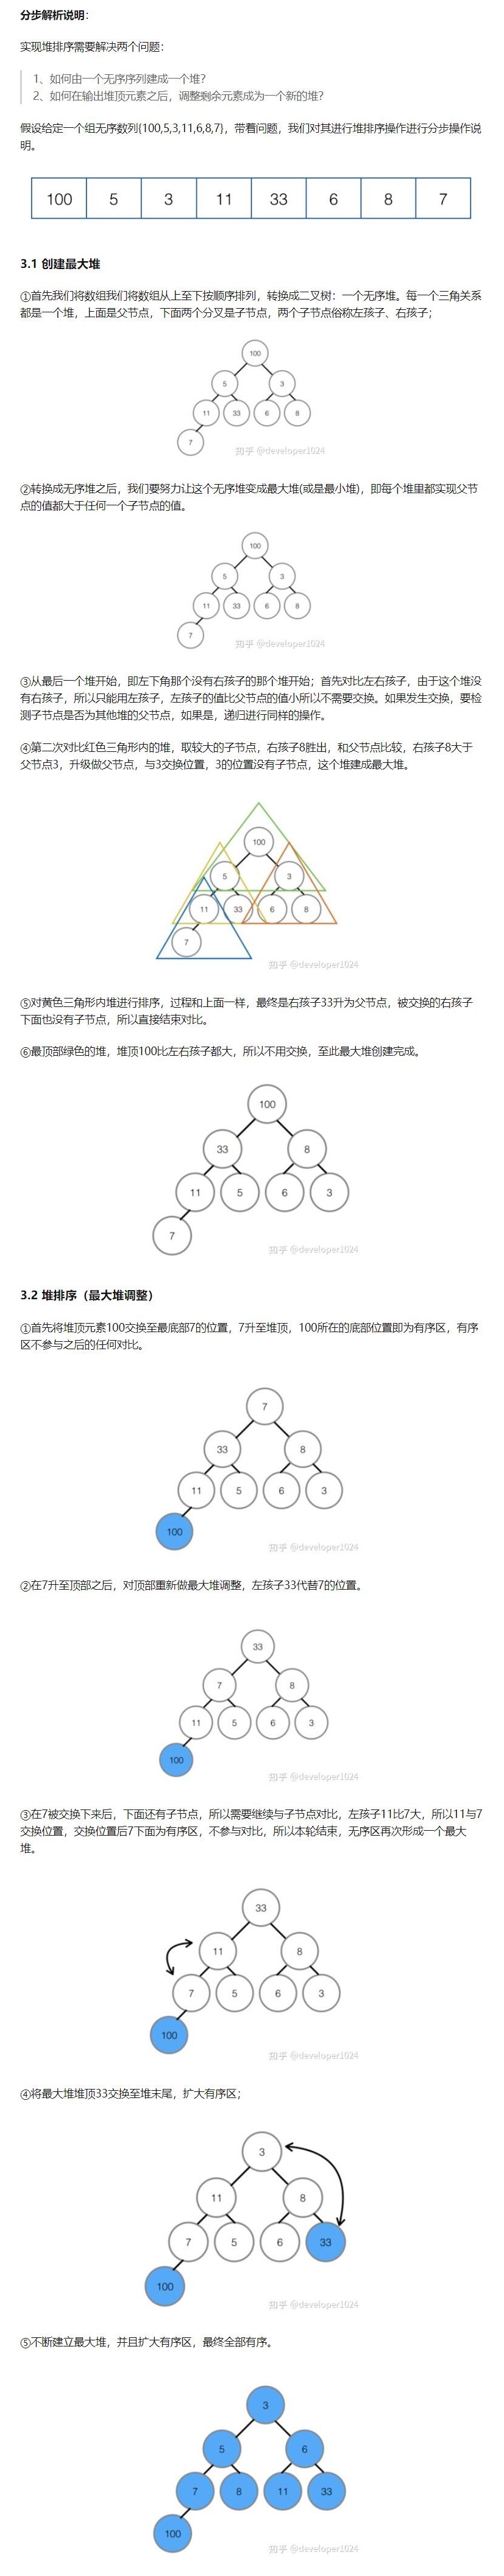 分步解析说明：
实现堆排序需要解决两个问题：
1、如何由一个无序序列建成一个堆？
2、如何在输出堆顶元素之后，调整剩余元素成为一个新的堆？
假设给定一个组无序数列{100,5,3,11,6,8,7}，带着问题，我们对其进行堆排序操作进行分步操作说
明。
100 5 3 11 33 6 8 7
3.1 创建最大堆
①首先我们将数组我们将数组从上至下按顺序排列，转换成二叉树：一个无序堆。每一个三角关系
都是一个堆，上面是父节点，下面两个分叉是子节点，两个子节点俗称左孩子、右孩子；
100
5 3
11 33 6 8
7
知乎 @developer1024
②转换成无序堆之后，我们要努力让这个无序堆变成最大堆(或是最小堆)，即每个堆里都实现父节
点的值都大于任何一个子节点的值。
100
5 3
11 33 6 8
7
知乎 @developer1024
③从最后一个堆开始，即左下角那个没有右孩子的那个堆开始；首先对比左右孩子，由于这个堆没
有右孩子，所以只能用左孩子，左孩子的值比父节点的值小所以不需要交换。如果发生交换，要检
测子节点是否为其他堆的父节点，如果是，递归进行同样的操作。
④第二次对比红色三角形内的堆，取较大的子节点，右孩子8胜出，和父节点比较，右孩子8大于
父节点3，升级做父节点，与3交换位置，3的位置没有子节点，这个堆建成最大堆。
100
5 3
11 33 6 8
7
知乎 @developer1024
⑤对黄色三角形内堆进行排序，过程和上面一样，最终是右孩子33升为父节点，被交换的右孩子
下面也没有子节点，所以直接结束对比。
⑥最顶部绿色的堆，堆顶100比左右孩子都大，所以不用交换，至此最大堆创建完成。
100
33 8
11 5 6 3
7
知乎 @developer1024
3.2 堆排序（最大堆调整）
①首先将堆顶元素100交换至最底部7的位置，7升至堆顶，100所在的底部位置即为有序区，有序
区不参与之后的任何对比。
7
33 8
11 5 6 3
100
知乎 @developer1024
②在7升至顶部之后，对顶部重新做最大堆调整，左孩子33代替7的位置。
33
7 8
11 5 6 3
100
知乎 @developer1024
③在7被交换下来后，下面还有子节点，所以需要继续与子节点对比，左孩子11比7大，所以11与7
交换位置，交换位置后7下面为有序区，不参与对比，所以本轮结束，无序区再次形成一个最大
堆。
33
11 8
7 5 6 3
100
知乎 @developer1024
④将最大堆堆顶33交换至堆末尾，扩大有序区；
3
11 8
7 5 6 33
100
知乎 @developer1024
⑤不断建立最大堆，并且扩大有序区，最终全部有序。
3
5 6
7 8 11 33
100
知乎 @developer1024